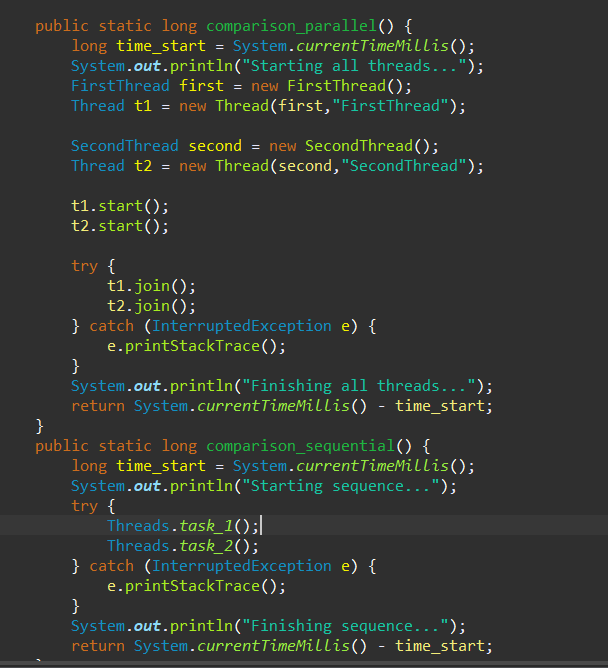 public static long comparison_parallel() {
long time_start = System.currentTimeMillis();
System.out.println("Starting all threads...");
FirstThread first = new FirstThread();
Thread t1 = new Thread(first,"FirstThread");
SecondThread second = new SecondThread();
Thread t2 = new Thread(second,"SecondThread");
t1.start();
t2.start();
try {
t1.join();
t2.join();
} catch (InterruptedException e) {
e.printStackTrace();
}
System.out.println("Finishing all threads...");
return System.currentTimeMillis() - time_start;
}
public static long comparison_sequential() {
long time_start = System.currentTimeMillis();
System.out.println("Starting sequence...");
try {
Threads.task_1();
Threads.task_2();
} catch (InterruptedException e) {
e.printStackTrace();
}
System.out.println("Finishing sequence...");
return System.currentTimeMillis() - time_start;